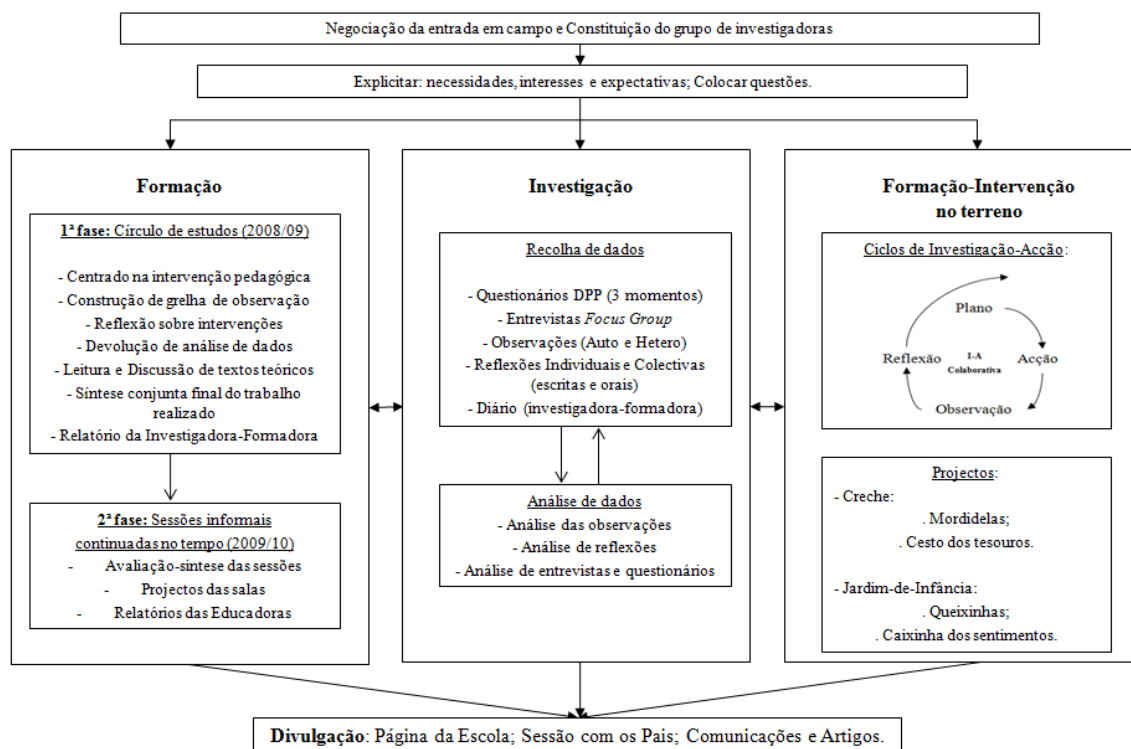 Negociação da entrada em campo e Constituição do grupo de investigadoras
Explicitar: necessidades, interesses e expectativas; Colocar questões.
Formação
1ª fase: Círculo de estudos (2008/09)
- Centrado na intervenção pedagógica
- Construção de grelha de observação
- Reflexão sobre intervenções
- Devolução de análise de dados
- Leitura e Discussão de textos teóricos
- Síntese conjunta final do trabalho
realizado
- Relatório da Investigadora-Formadora
2ª fase: Sessões informais
continuadas no tempo (2009/10)
- Avaliação-síntese das sessões
- Projectos das salas
- Relatórios das Educadoras
Investigação
Recolha de dados
- Questionários DPP (3 momentos)
- Entrevistas Focus Group
- Observações (Auto e Hetero)
- Reflexões Individuais e Colectivas
(escritas e orais)
- Diário (investigadora-formadora)
Análise de dados
- Análise das observações
- Análise de reflexões
- Análise de entrevistas e questionários
Formação-Intervenção
no terreno
Ciclos de Investigação-Acção:
Plano
Reflexão
I-A
Colaborativa
Acção
Observação
Projectos:
- Creche:
. Mordidelas;
. Cesto dos tesouros.
- Jardim-de-Infância:
. Queixinhas;
. Caixinha dos sentimentos.
Divulgação: Página da Escola; Sessão com os Pais; Comunicações e Artigos.